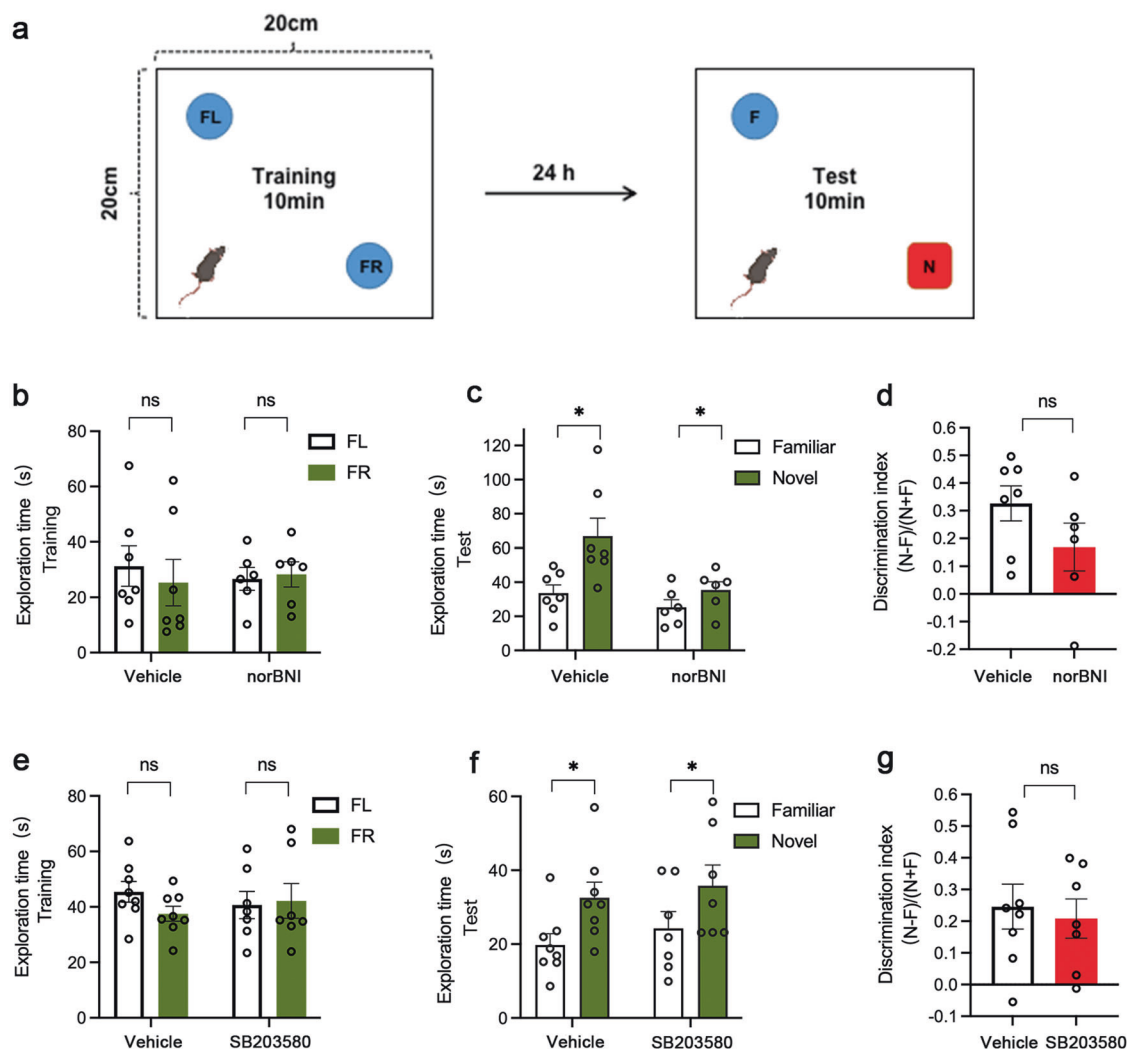 a
20cm
20cm
FL
Training
10min
FR
24 h
F
Test
10min
N
b
ns
ns
Exploration time (s)
Training
80
60
40
20
0
FL
FR
Vehicle
norBNI
c
*
*
Exploration time (s)
Test
120
100
80
60
40
20
0
Familiar
Novel
Vehicle
norBNI
d
ns
Discrimination index
(N-F)/(N+F)
0.6
0.5
0.4
0.3
0.2
0.1
0.0
-0.1
-0.2
Vehicle
norBNI
e
ns
ns
Exploration time (s)
Training
80
60
40
20
0
FL
FR
Vehicle
SB203580
f
*
*
Exploration time (s)
Test
60
40
20
0
Familiar
Novel
Vehicle
SB203580
g
ns
Discrimination index
(N-F)/(N+F)
0.6
0.5
0.4
0.3
0.2
0.1
0.0
-0.1
Vehicle
SB203580